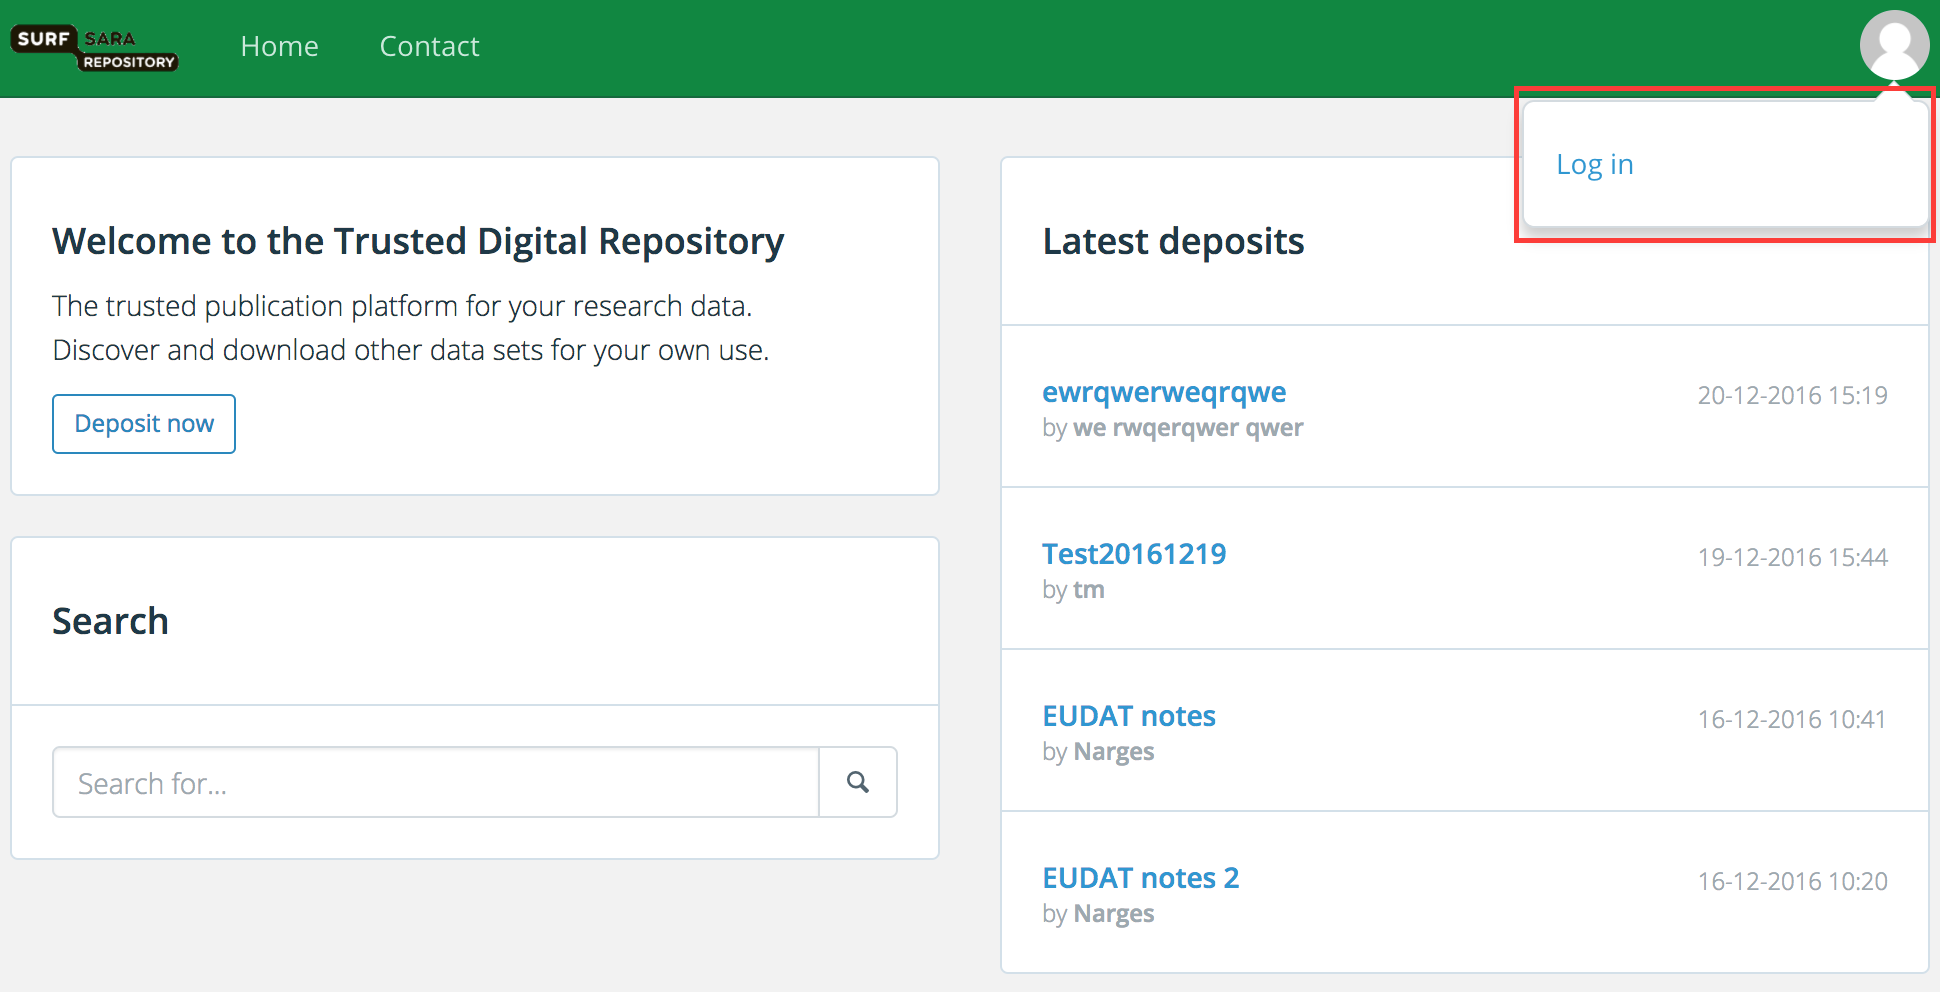 SURF SARA REPOSITORY
Home
Contact
Log in
Welcome to the Trusted Digital Repository
The trusted publication platform for your research data.
Discover and download other data sets for your own use.
Deposit now
Search
Search for...
Latest deposits
ewrqwerweqrqwe
20-12-2016 15:19
by we rwqerqwer qwer
Test20161219
19-12-2016 15:44
by tm
EUDAT notes
16-12-2016 10:41
by Narges
EUDAT notes 2
16-12-2016 10:20
by Narges